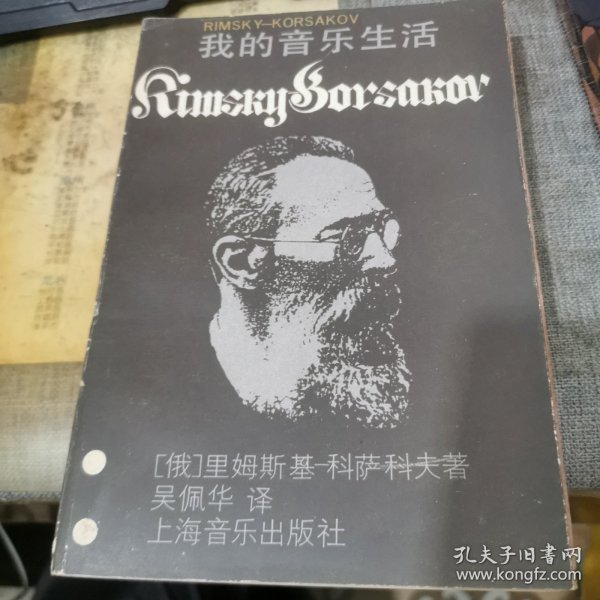 RIMSKY-KORSAKOV
我的音乐生活
Rimsky Korsakov
[俄]里姆斯基-科萨科夫著
吴佩华 译
上海音乐出版社
孔夫子旧书网
www.kongfz.com